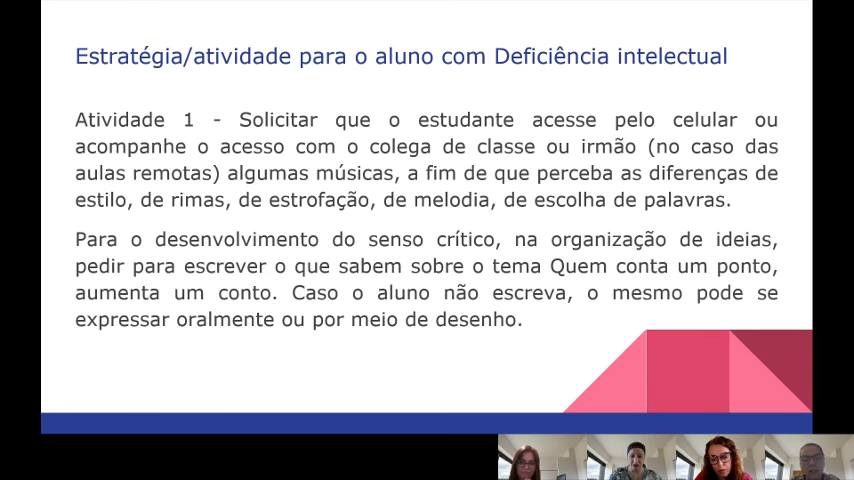 Estratégia/atividade para o aluno com Deficiência intelectual
Atividade 1 - Solicitar que o estudante acesse pelo celular ou
acompanhe o acesso com o colega de classe ou irmão (no caso das
aulas remotas) algumas músicas, a fim de que perceba as diferenças de
estilo, de rimas, de estrofação, de melodia, de escolha de palavras.
Para o desenvolvimento do senso crítico, na organização de ideias,
pedir para escrever o que sabem sobre o tema Quem conta um ponto,
aumenta um conto. Caso o aluno não escreva, o mesmo pode se
expressar oralmente ou por meio de desenho.